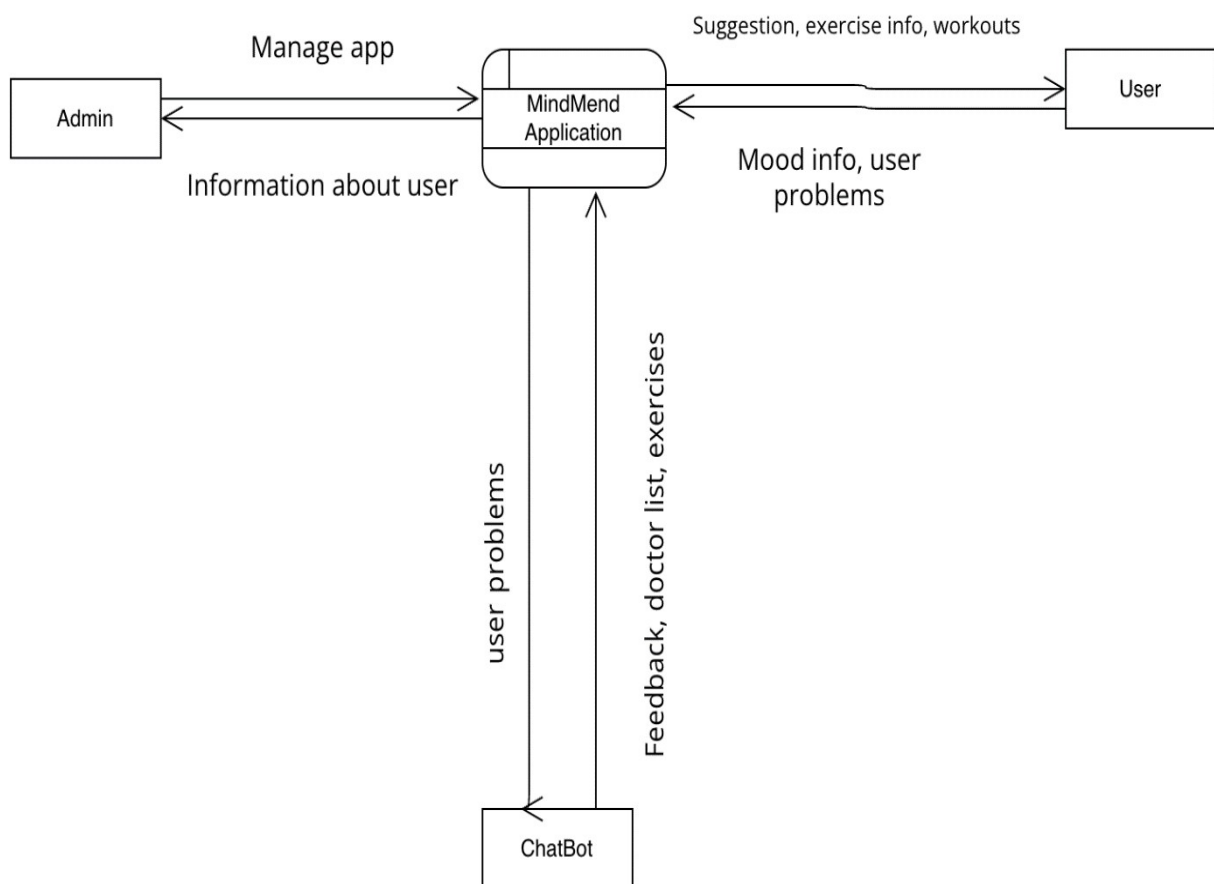 Suggestion, exercise info, workouts
Manage app
User
MindMend
Application
Admin
Mood info, user
problems
Information about user
user problems
Feedback, doctor list, exercises
ChatBot